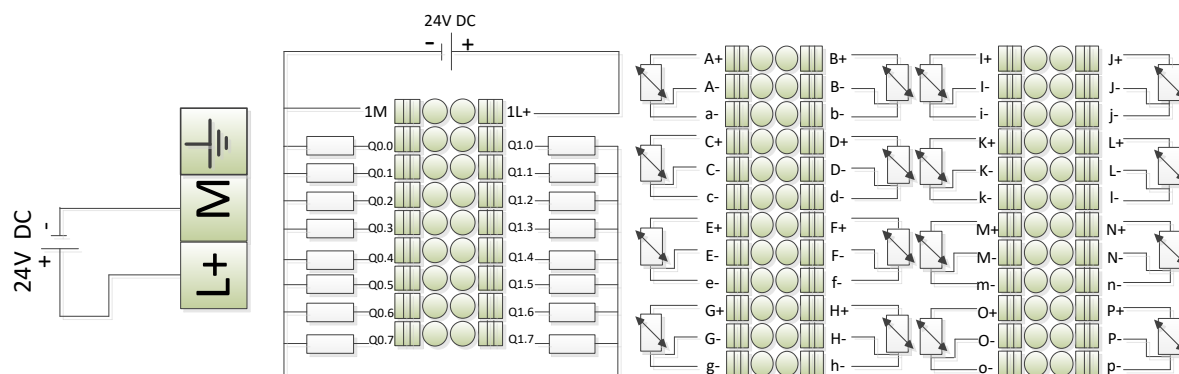 24V DC
-
+
M
L+
24V DC
- +
1M 1L+
Q0.0 Q1.0
Q0.1 Q1.1
Q0.2 Q1.2
Q0.3 Q1.3
Q0.4 Q1.4
Q0.5 Q1.5
Q0.6 Q1.6
Q0.7 Q1.7
A+ B+
A- B-
a- b-
C+ D+
C- D-
c- d-
E+ F+
E- F-
e- f-
G+ H+
G- H-
g- h-
I+ J+
I- J-
i- j-
K+ L+
K- L-
k- l-
M+ N+
M- N-
m- n-
O+ P+
O- P-
o- p-